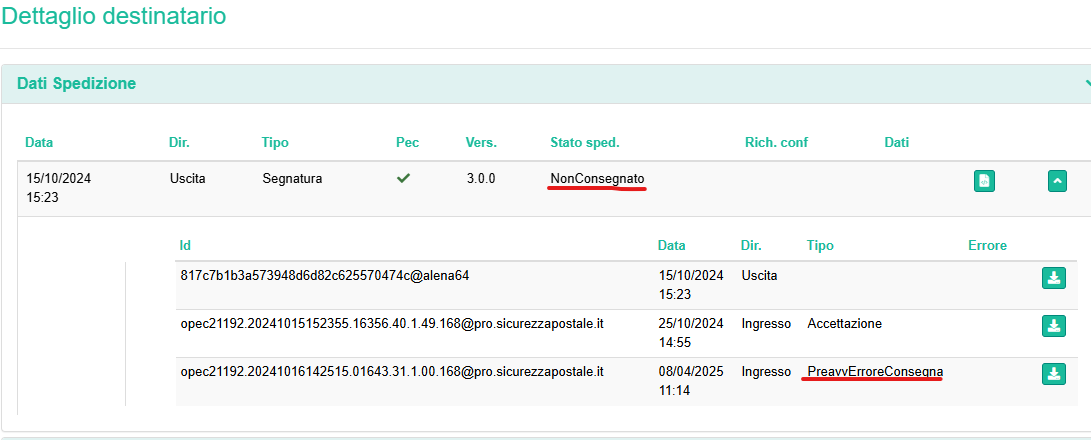 Dettaglio destinatario
Dati Spedizione
Data Dir. Tipo Pec Vers. Stato sped. Rich. conf Dati
15/10/2024 Uscita Segnatura 3.0.0 NonConsegnato
15:23
Id Data Dir. Tipo Errore
817c7b1b3a573948d6d82c625570474c@alena64 15/10/2024 Uscita
15:23
opec21192.20241015152355.16356.40.1.49.168@pro.sicurezzapostale.it 25/10/2024 Ingresso Accettazione
14:55
opec21192.20241016142515.01643.31.1.00.168@pro.sicurezzapostale.it 08/04/2025 Ingresso PreavvErroreConsegna
11:14